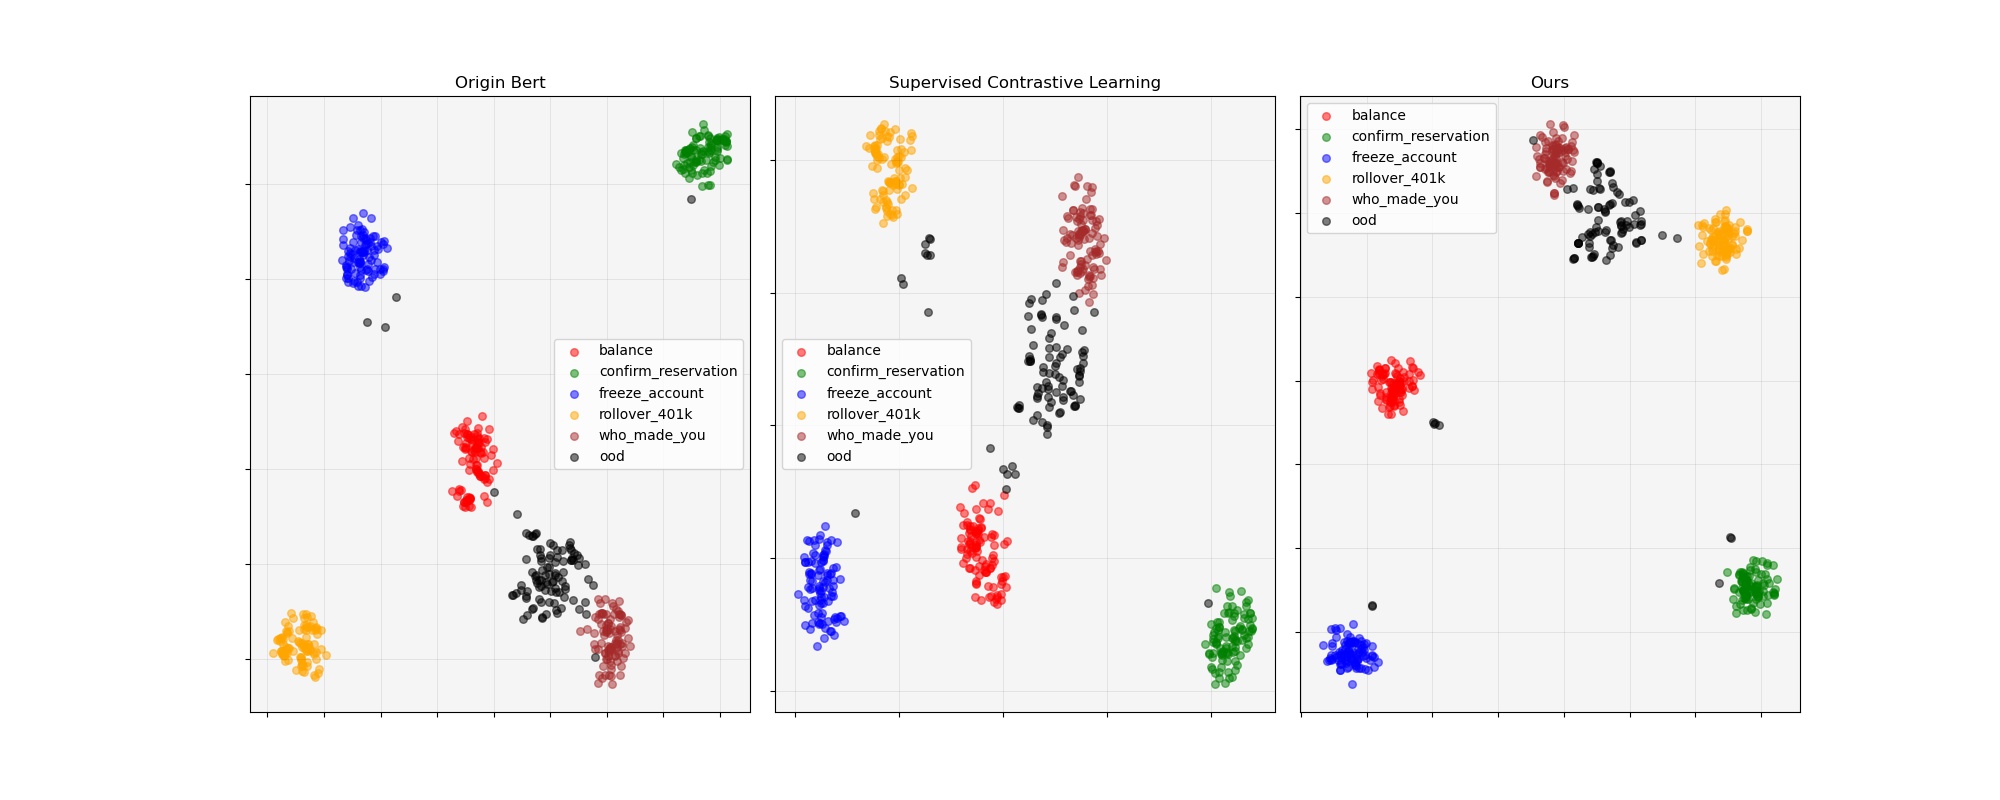 Origin Bert
balance
confirm_reservation
freeze_account
rollover_401k
who_made_you
ood
Supervised Contrastive Learning
balance
confirm_reservation
freeze_account
rollover_401k
who_made_you
ood
Ours
balance
confirm_reservation
freeze_account
rollover_401k
who_made_you
ood